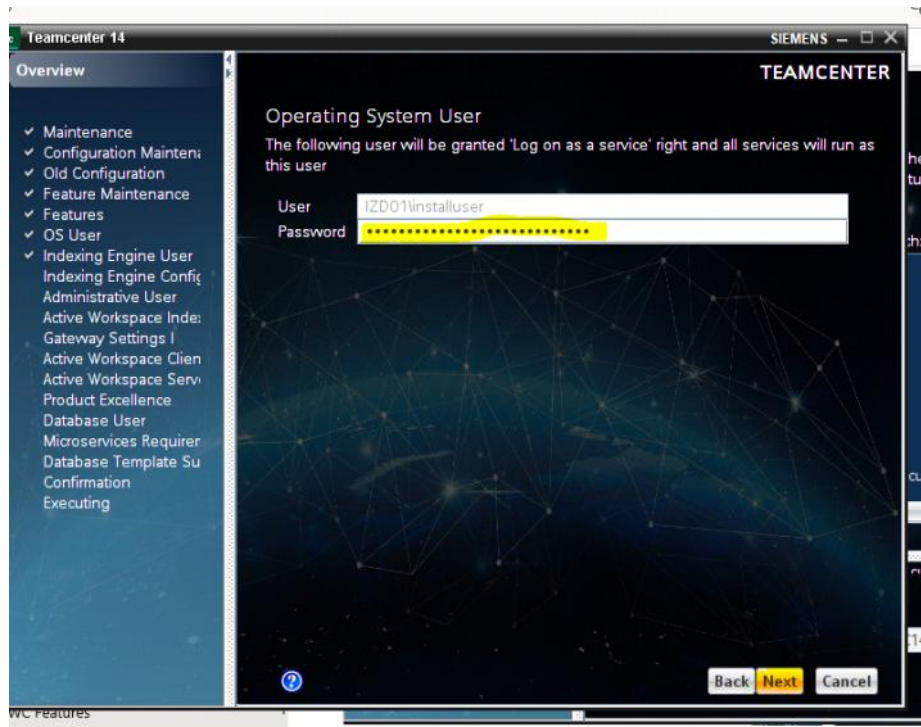 Teamcenter 14
SIEMENS
Overview
TEAMCENTER
Maintenance
Configuration Maintena
Old Configuration
Feature Maintenance
Features
OS User
Indexing Engine User
Indexing Engine Config
Administrative User
Active Workspace Index
Gateway Settings I
Active Workspace Clien
Active Workspace Serv
Product Excellence
Database User
Microservices Requirer
Database Template Su
Confirmation
Executing
Operating System User
The following user will be granted 'Log on as a service' right and all services will run as
this user
User IZD01\installuser
Password ••••••••••••••••••••••••••••
? Back Next Cancel
WC Features